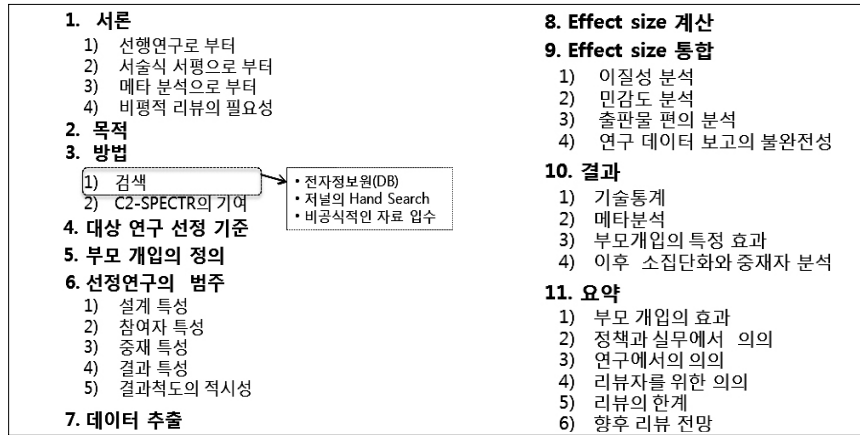 1. 서론
1) 선행연구로 부터
2) 서술식 서평으로 부터
3) 메타 분석으로 부터
4) 비평적 리뷰의 필요성
2. 목적
3. 방법
1) 검색
2) C2-SPECTR의 기여
• 전자정보원(DB)
• 저널의 Hand Search
• 비공식적인 자료 입수
4. 대상 연구 선정 기준
5. 부모 개입의 정의
6. 선정연구의 범주
1) 설계 특성
2) 참여자 특성
3) 중재 특성
4) 결과 특성
5) 결과척도의 적시성
7. 데이터 추출
8. Effect size 계산
9. Effect size 통합
1) 이질성 분석
2) 민감도 분석
3) 출판물 편의 분석
4) 연구 데이터 보고의 불완전성
10. 결과
1) 기술통계
2) 메타분석
3) 부모개입의 특정 효과
4) 이후 소집단화와 중재자 분석
11. 요약
1) 부모 개입의 효과
2) 정책과 실무에서 의의
3) 연구에서의 의의
4) 리뷰자를 위한 의의
5) 리뷰의 한계
6) 향후 리뷰 전망